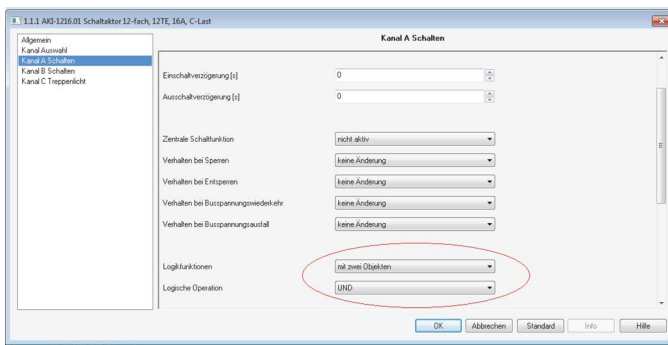 1.1.1 AKI-1216.01 Schaltaktor 12-fach, 12TE, 16A, C-Last
Allgemein
Kanal Auswahl
Kanal A Schalten
Kanal B Schalten
Kanal C Treppenlicht
Kanal A Schalten
Einschaltverzögerung [s] 0
Ausschaltverzögerung [s] 0
Zentrale Schaltfunktion nicht aktiv
Verhalten bei Sperren keine Änderung
Verhalten bei Entsperren keine Änderung
Verhalten bei Busspannungswiederkehr keine Änderung
Verhalten bei Busspannungsausfall keine Änderung
Logikfunktionen mit zwei Objekten
Logische Operation UND
OK Abbrechen Standard Info Hilfe